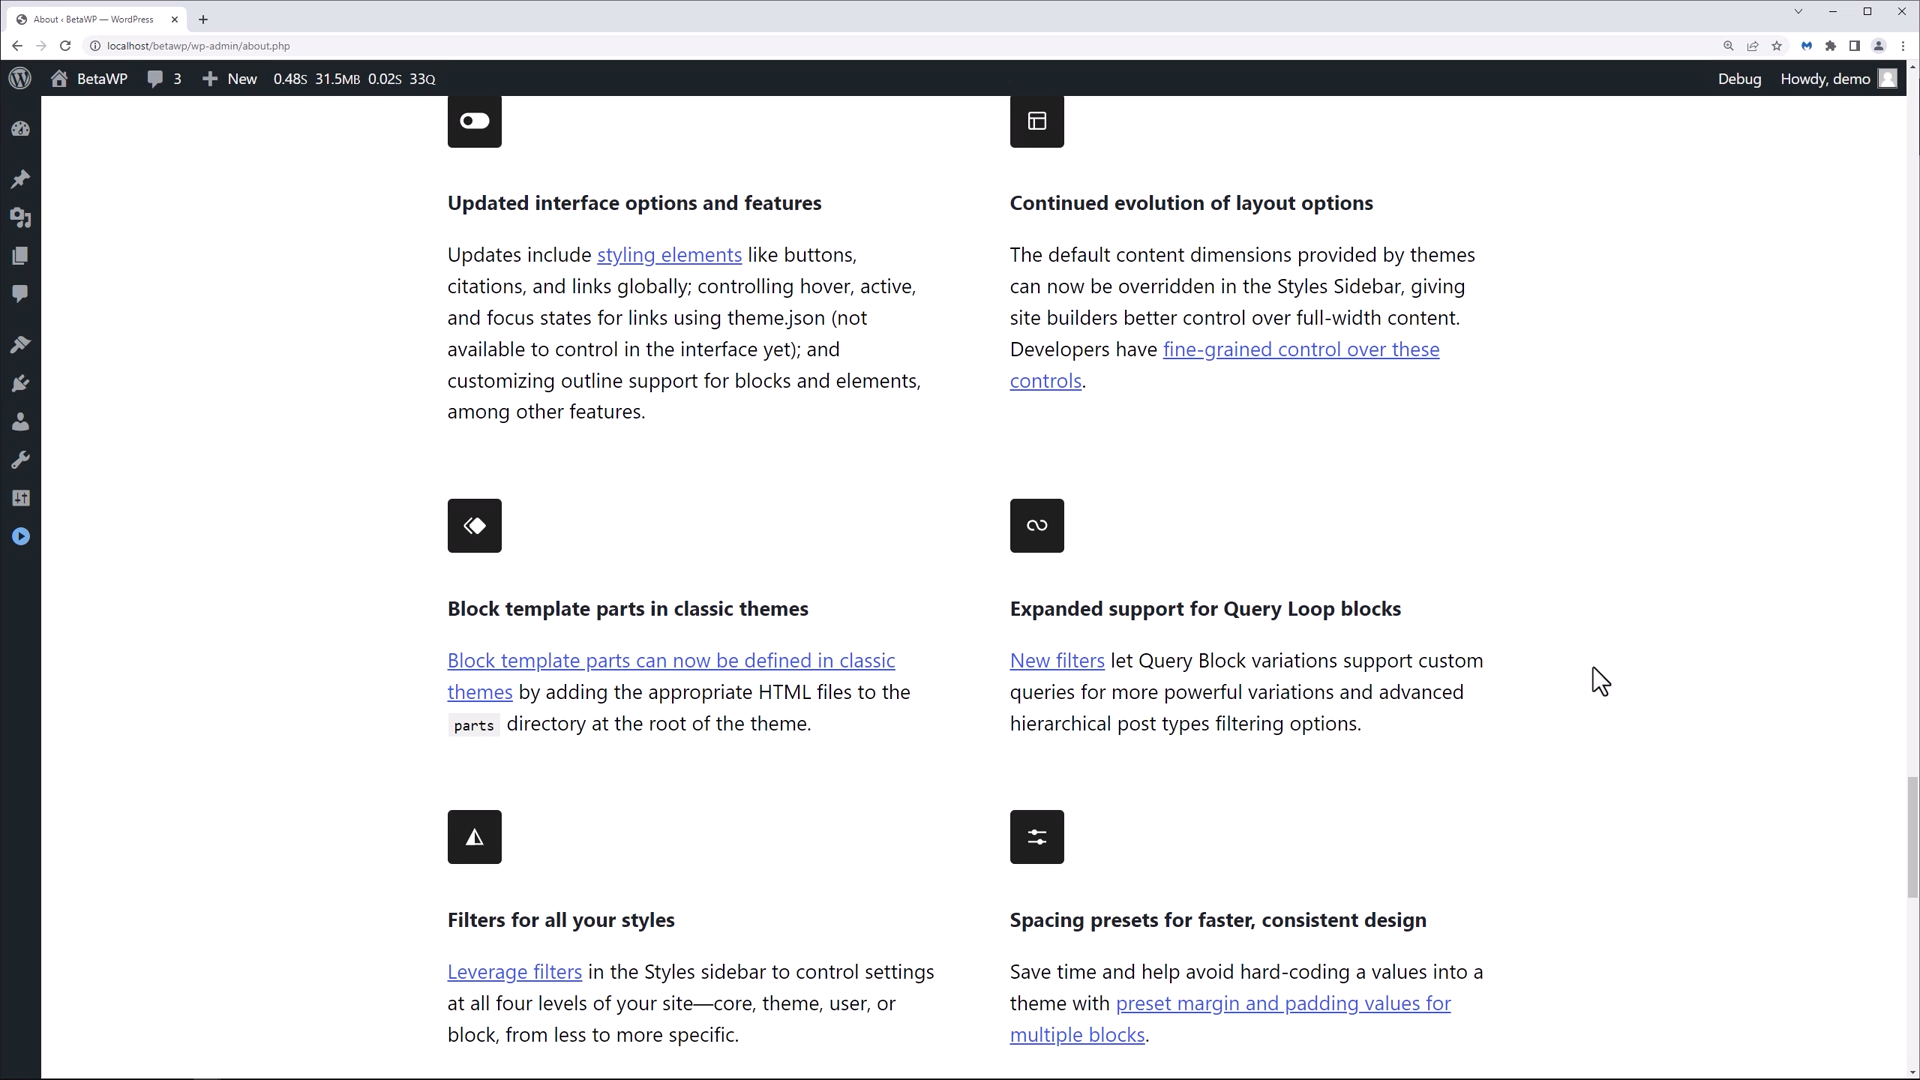 About ‹ BetaWP — WordPress
localhost/betawp/wp-admin/about.php
BetaWP 3 New 0.48S 31.5MB 0.02S 33Q Debug Howdy, demo
Updated interface options and features
Updates include styling elements like buttons,
citations, and links globally; controlling hover, active,
and focus states for links using theme.json (not
available to control in the interface yet); and
customizing outline support for blocks and elements,
among other features.
Continued evolution of layout options
The default content dimensions provided by themes
can now be overridden in the Styles Sidebar, giving
site builders better control over full-width content.
Developers have fine-grained control over these
controls.
Block template parts in classic themes
Block template parts can now be defined in classic
themes by adding the appropriate HTML files to the
parts directory at the root of the theme.
Expanded support for Query Loop blocks
New filters let Query Block variations support custom
queries for more powerful variations and advanced
hierarchical post types filtering options.
Filters for all your styles
Leverage filters in the Styles sidebar to control settings
at all four levels of your site—core, theme, user, or
block, from less to more specific.
Spacing presets for faster, consistent design
Save time and help avoid hard-coding a values into a
theme with preset margin and padding values for
multiple blocks.